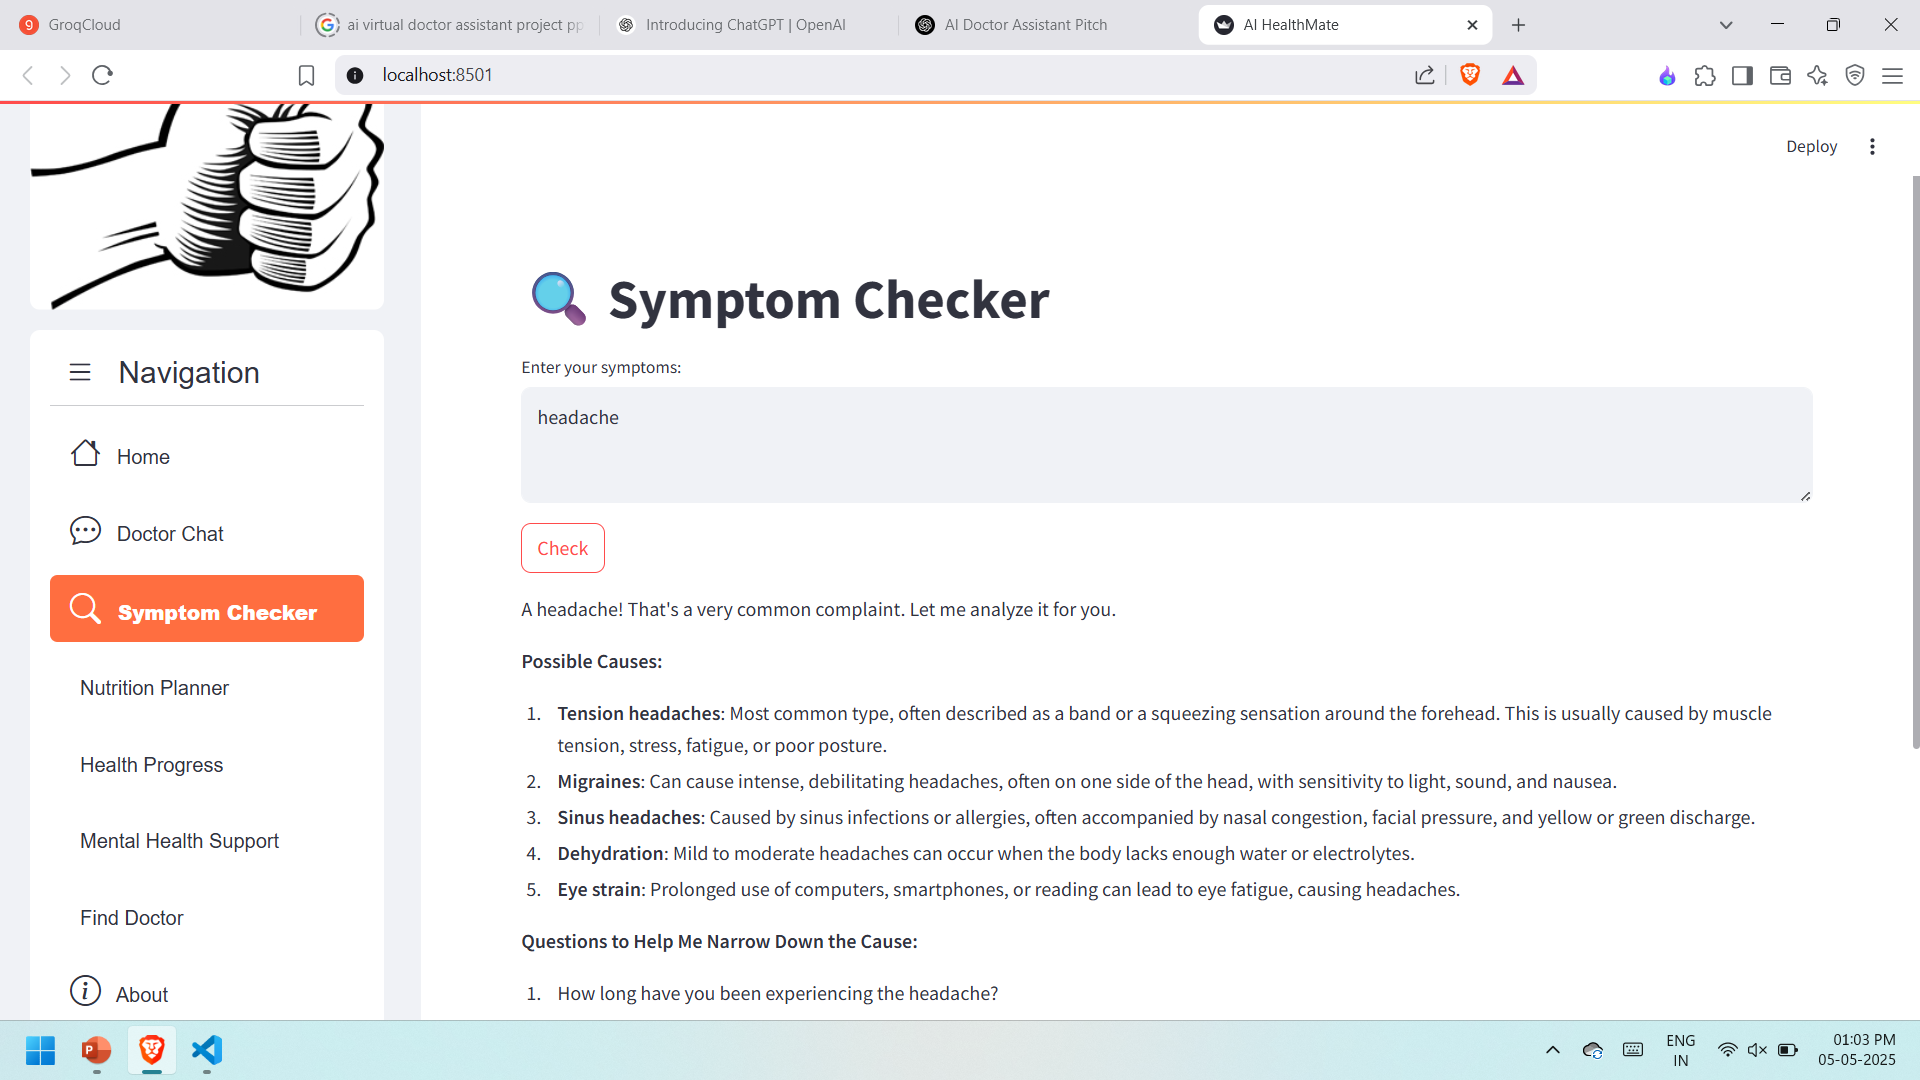 GroqCloud
ai virtual doctor assistant project pp
Introducing ChatGPT | OpenAI
AI Doctor Assistant Pitch
AI HealthMate
localhost:8501
Deploy
Navigation
Home
Doctor Chat
Symptom Checker
Nutrition Planner
Health Progress
Mental Health Support
Find Doctor
About
Symptom Checker
Enter your symptoms:
headache
Check
A headache! That's a very common complaint. Let me analyze it for you.
Possible Causes:
1. Tension headaches: Most common type, often described as a band or a squeezing sensation around the forehead. This is usually caused by muscle
tension, stress, fatigue, or poor posture.
2. Migraines: Can cause intense, debilitating headaches, often on one side of the head, with sensitivity to light, sound, and nausea.
3. Sinus headaches: Caused by sinus infections or allergies, often accompanied by nasal congestion, facial pressure, and yellow or green discharge.
4. Dehydration: Mild to moderate headaches can occur when the body lacks enough water or electrolytes.
5. Eye strain: Prolonged use of computers, smartphones, or reading can lead to eye fatigue, causing headaches.
Questions to Help Me Narrow Down the Cause:
1. How long have you been experiencing the headache?
ENG
IN
01:03 PM
05-05-2025